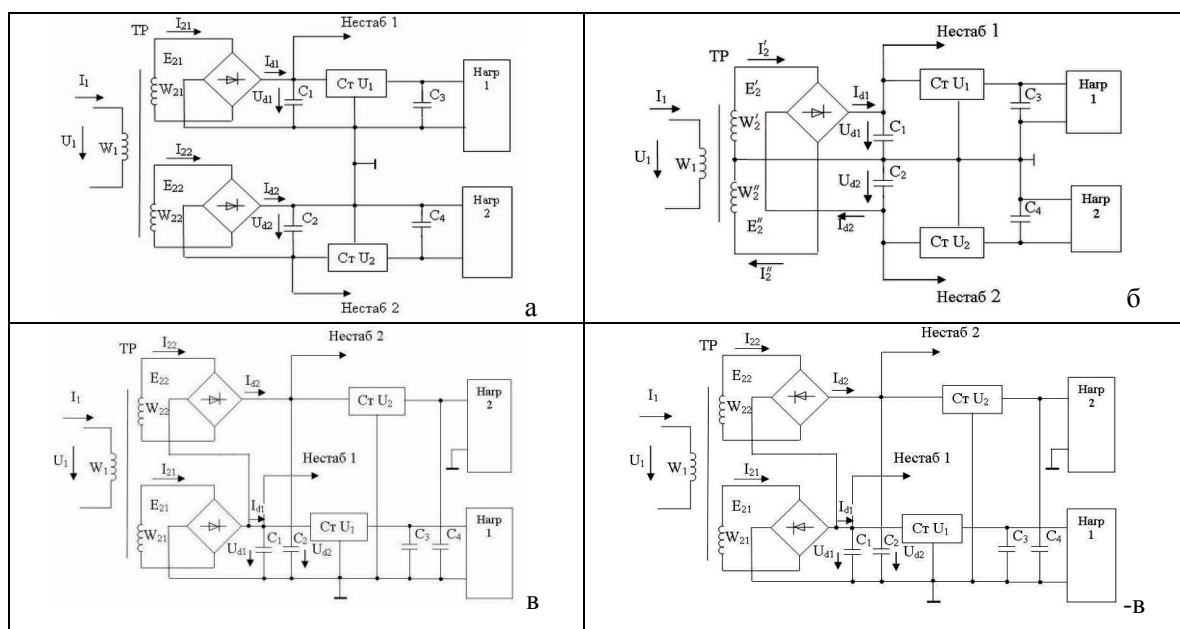 I21
Нестаб 1
ТР
E21
Id1
Нагр
1
I1
W21
Ud1
C1
Ст U1
C3
U1
W1
I22
E22
Id2
Нагр
2
W22
Ud2
C2
C4
Ст U2
Нестаб 2
а
Нестаб 1
ТР
I2′
E2′
Id1
Ст U1
C3
Нагр
1
I1
W2′
Ud1
C1
U1
W1
Ud2
C2
W2″
E2″
Id2
C4
Нагр
2
Ст U2
I2″
Нестаб 2
б
Нестаб 2
ТР
I22
E22
Id2
I1
W22
Ст U2
Нагр
2
U1
W1
I21
Нестаб 1
E21
Id1
W21
Ст U1
Нагр
1
Ud1
C1
C2
Ud2
C3
C4
в
Нестаб 2
ТР
I22
E22
Id2
I1
W22
Ст U2
Нагр
2
U1
W1
I21
Нестаб 1
E21
Id1
W21
Ст U1
Нагр
1
Ud1
C1
C2
Ud2
C3
C4
-в